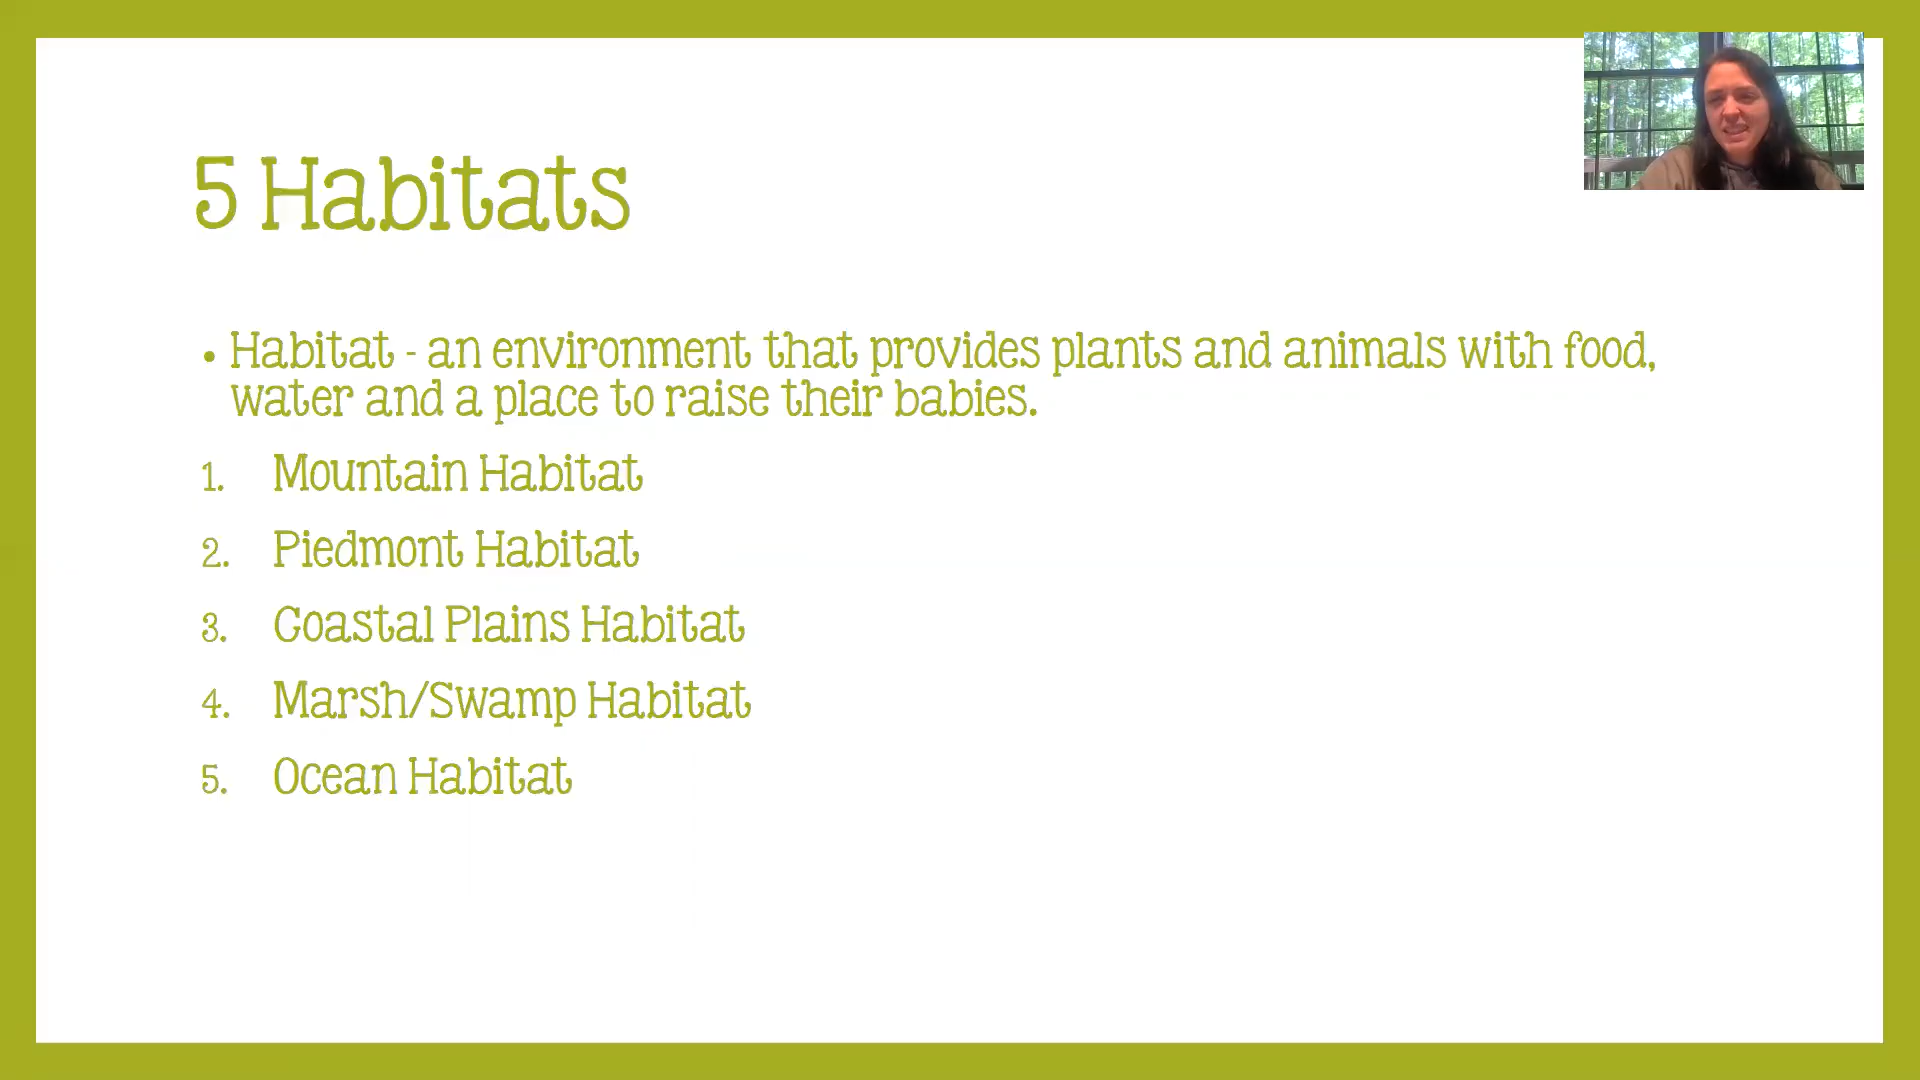 5 Habitats
• Habitat - an environment that provides plants and animals with food,
water and a place to raise their babies.
1. Mountain Habitat
2. Piedmont Habitat
3. Coastal Plains Habitat
4. Marsh/Swamp Habitat
5. Ocean Habitat